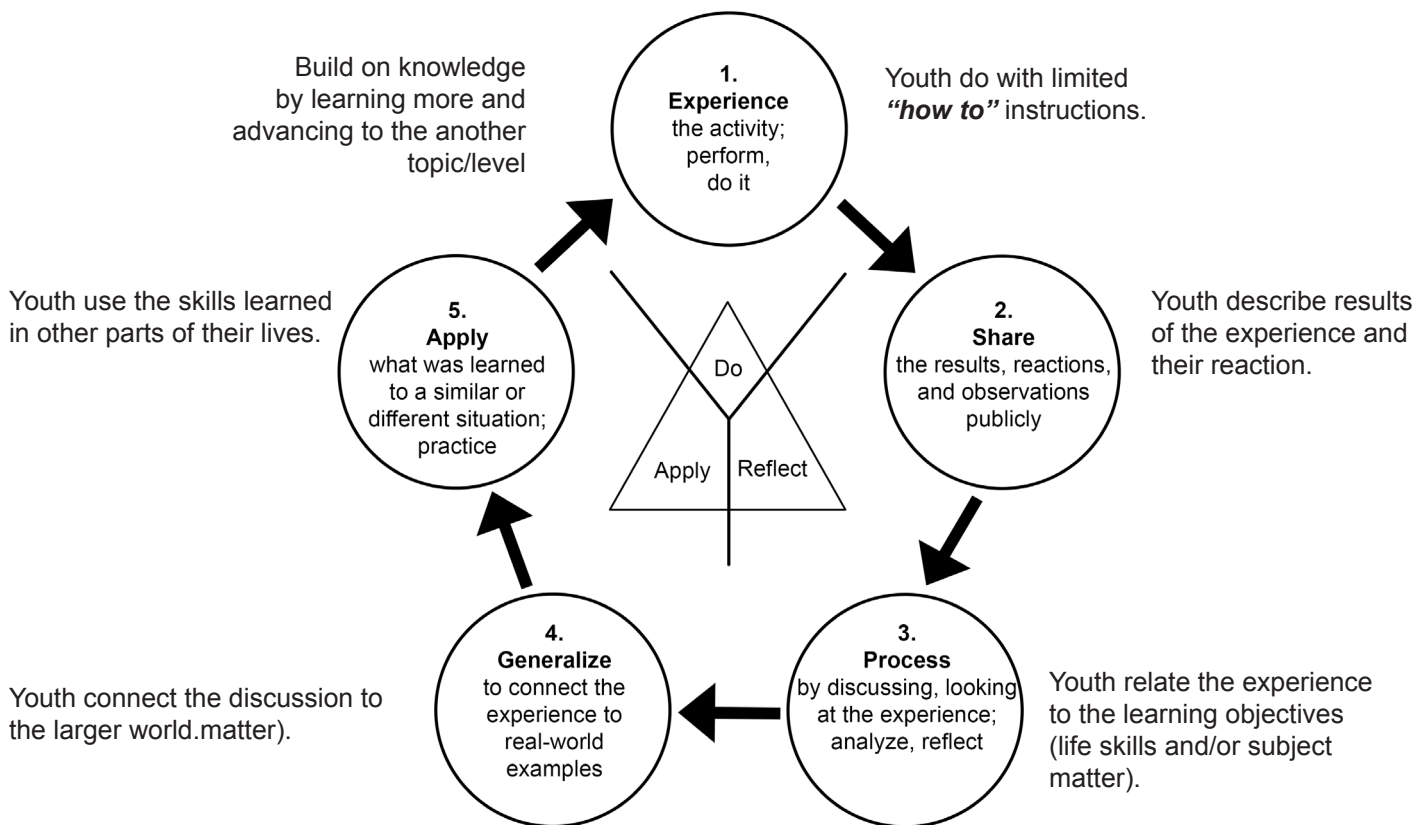 Build on knowledge
by learning more and
advancing to the another
topic/level
1.
Experience
the activity;
perform,
do it
Youth do with limited
“how to” instructions.
2.
Share
the results, reactions,
and observations
publicly
Youth describe results
of the experience and
their reaction.
3.
Process
by discussing, looking
at the experience;
analyze, reflect
Youth relate the experience
to the learning objectives
(life skills and/or subject
matter).
4.
Generalize
to connect the
experience to
real-world
examples
Youth connect the discussion to
the larger world.matter).
5.
Apply
what was learned
to a similar or
different situation;
practice
Youth use the skills learned
in other parts of their lives.
Do
Apply
Reflect